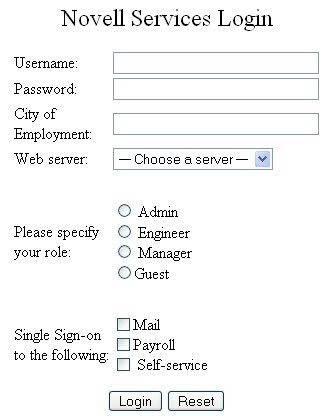 Novell Services Login
Username:
Password:
City of
Employment:
Web server: — Choose a server —
Please specify
your role:
Admin
Engineer
Manager
Guest
Single Sign-on
to the following:
Mail
Payroll
Self-service
Login Reset